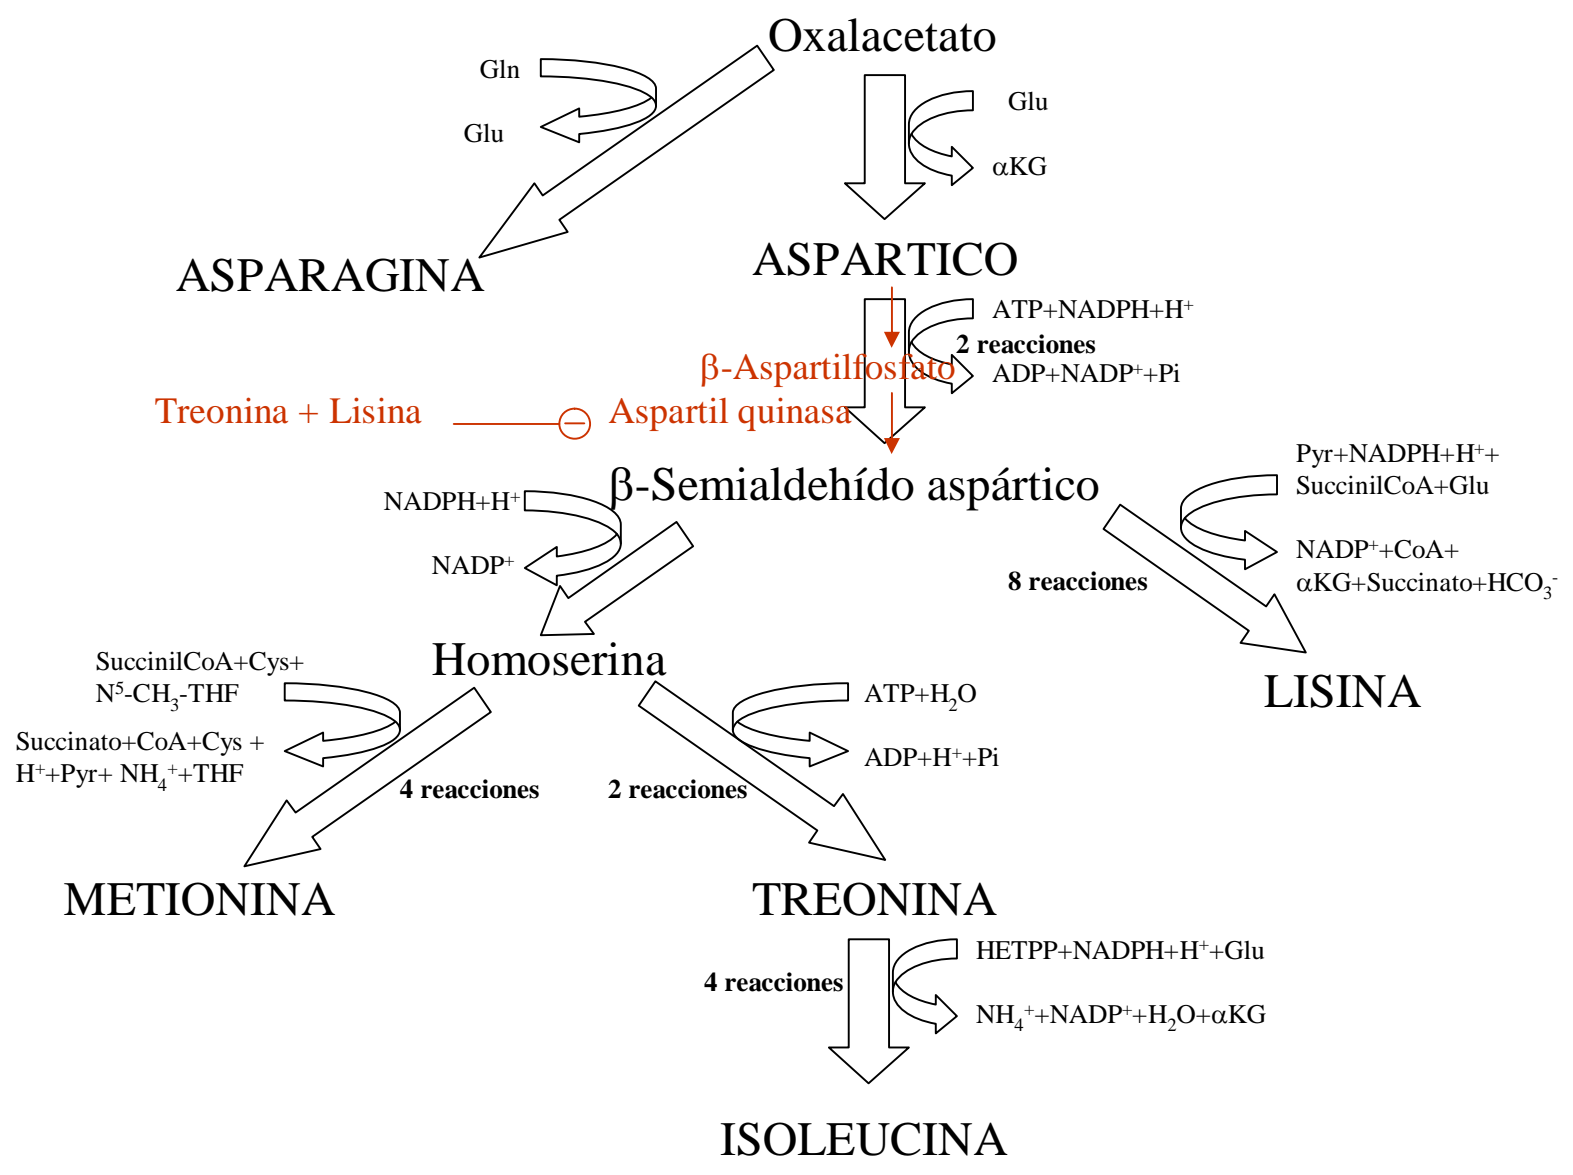 Oxalacetato
Gln
Glu
Glu
αKG
ASPARAGINA
ASPARTICO
ATP+NADPH+H⁺
2 reacciones
β-Aspartilfosfato
ADP+NADP⁺+Pi
Treonina + Lisina
Aspartil quinasa
β-Semialdehído aspártico
Pyr+NADPH+H⁺+
SuccinilCoA+Glu
NADPH+H⁺
NADP⁺
NADP⁺+CoA+
αKG+Succinato+HCO₃⁻
8 reacciones
Homoserina
LISINA
SuccinilCoA+Cys+
N⁵-CH₃-THF
Succinato+CoA+Cys +
H⁺+Pyr+ NH₄⁺+THF
ATP+H₂O
ADP+H⁺+Pi
4 reacciones
2 reacciones
METIONINA
TREONINA
HETPP+NADPH+H⁺+Glu
4 reacciones
NH₄⁺+NADP⁺+H₂O+αKG
ISOLEUCINA